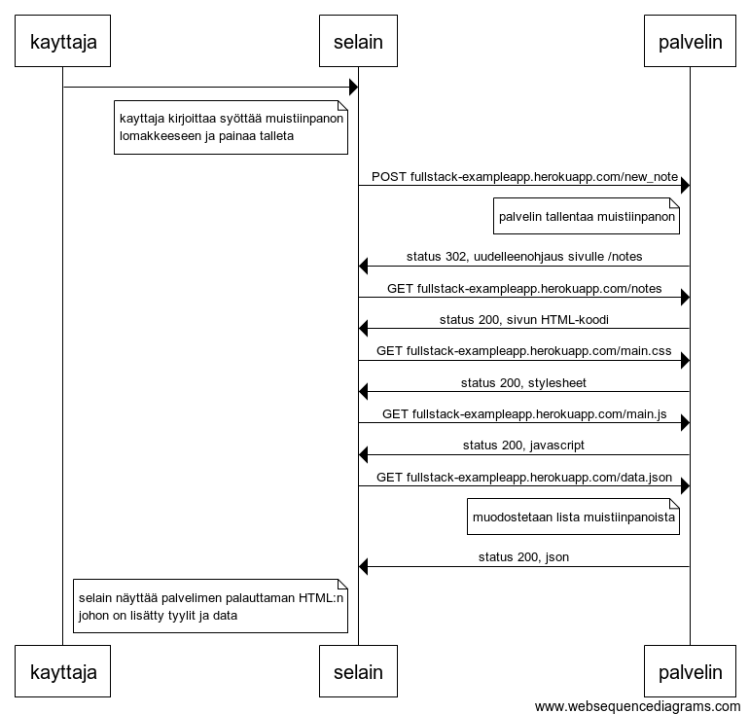 kayttaja
selain
palvelin
kayttaja kirjoittaa syöttää muistiinpanon
lomakkeeseen ja painaa talleta
POST fullstack-exampleapp.herokuapp.com/new_note
palvelin tallentaa muistiinpanon
status 302, uudelleenohjaus sivulle /notes
GET fullstack-exampleapp.herokuapp.com/notes
status 200, sivun HTML-koodi
GET fullstack-exampleapp.herokuapp.com/main.css
status 200, stylesheet
GET fullstack-exampleapp.herokuapp.com/main.js
status 200, javascript
GET fullstack-exampleapp.herokuapp.com/data.json
muodostetaan lista muistiinpanoista
status 200, json
selain näyttää palvelimen palauttaman HTML:n
johon on lisätty tyylit ja data
kayttaja
selain
palvelin
www.websequencediagrams.com